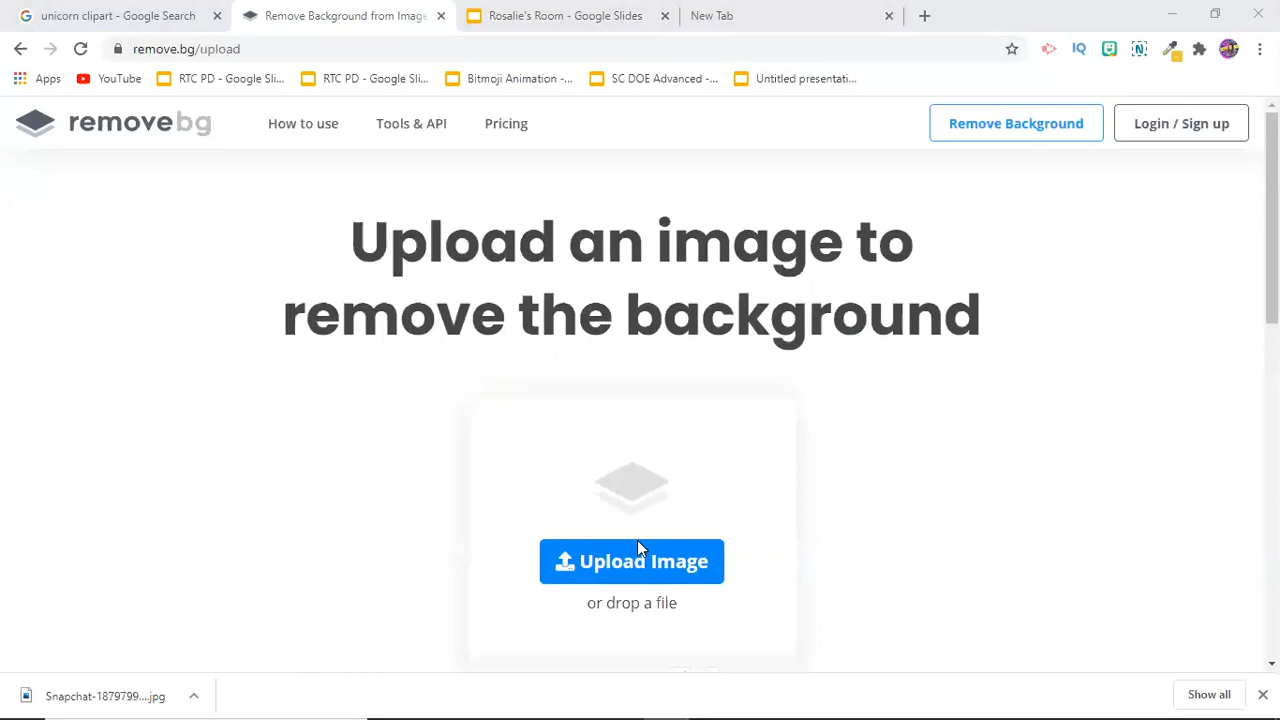 unicorn clipart - Google Search
Remove Background from Image
Rosalie's Room - Google Slides
New Tab
remove.bg/upload
Apps
YouTube
RTC PD - Google Sli...
RTC PD - Google Sli...
Bitmoji Animation -...
SC DOE Advanced -...
Untitled presentati...
removebg
How to use
Tools & API
Pricing
Remove Background
Login / Sign up
Upload an image to
remove the background
Upload Image
or drop a file
Snapchat-1879799....jpg
Show all